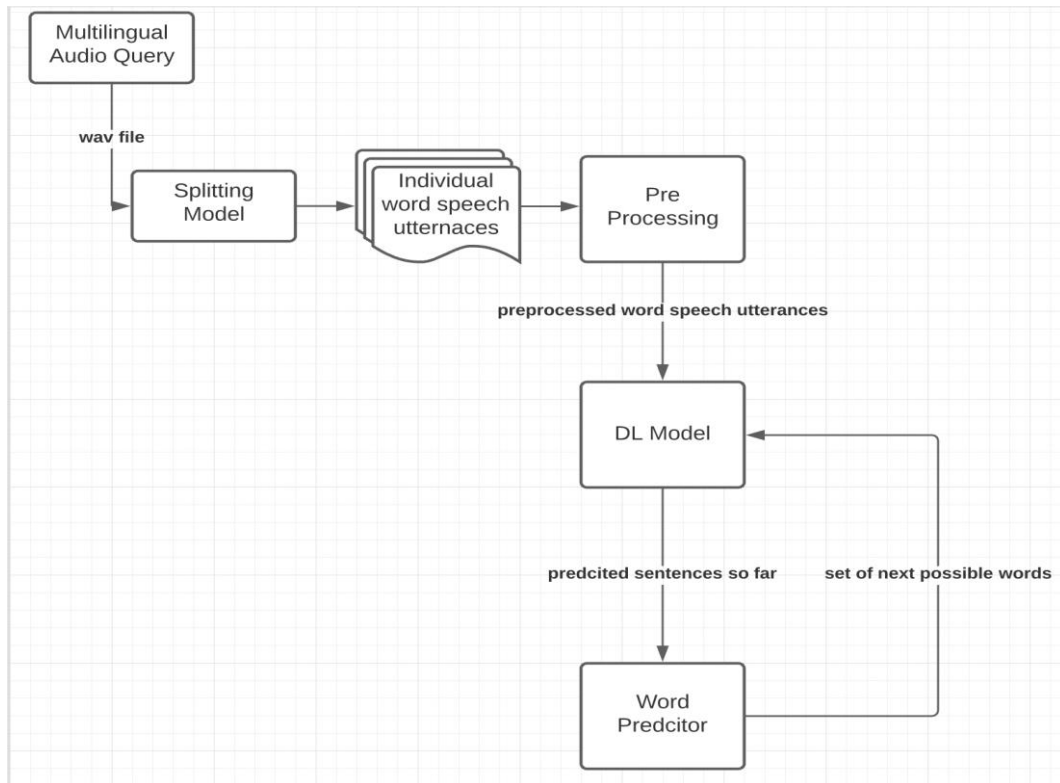 Multilingual
Audio Query
wav file
Splitting
Model
Individual
word speech
utternaces
Pre
Processing
preprocessed word speech utterances
DL Model
predcited sentences so far
set of next possible words
Word
Predcitor